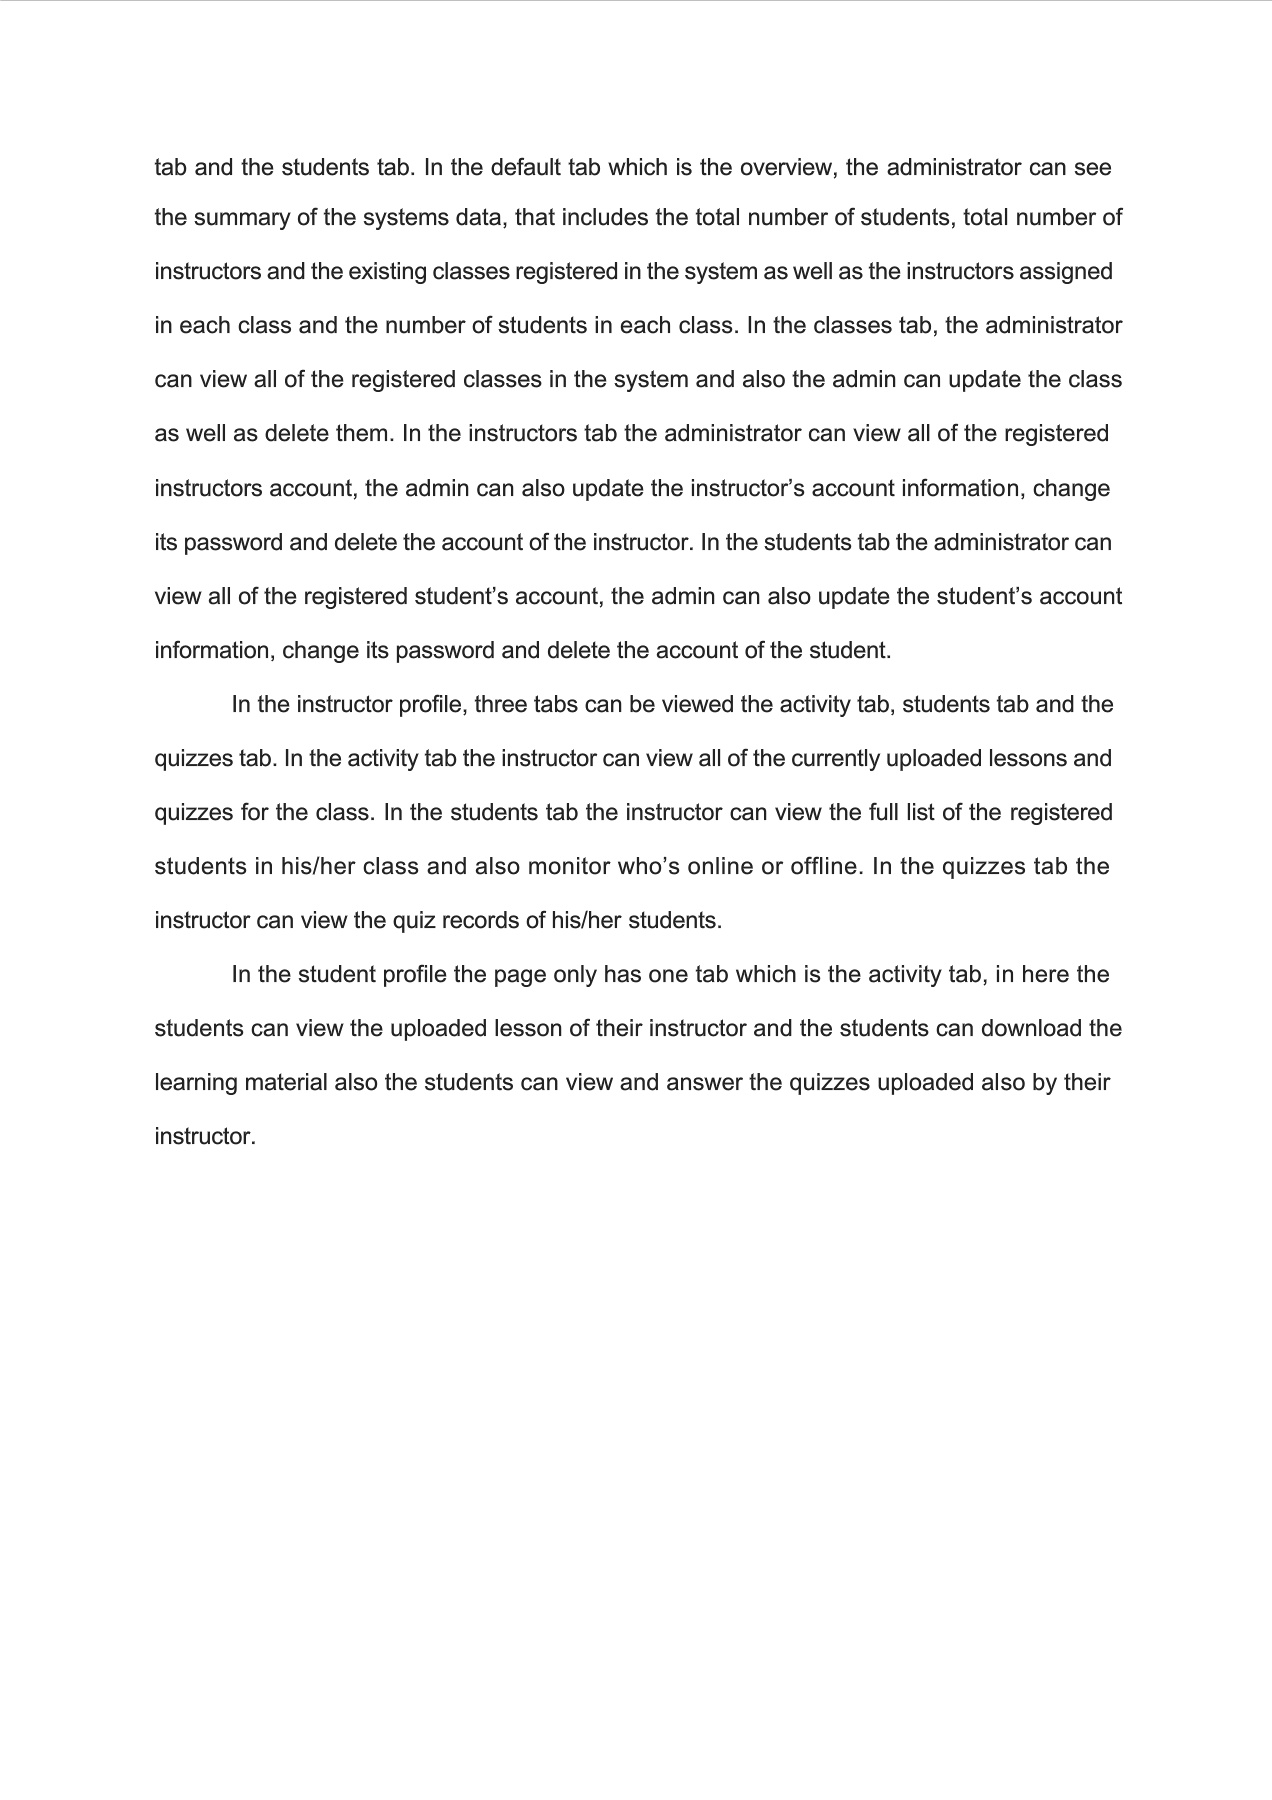 tab and the students tab. In the default tab which is the overview, the administrator can see
the summary of the systems data, that includes the total number of students, total number of
instructors and the existing classes registered in the system as well as the instructors assigned
in each class and the number of students in each class. In the classes tab, the administrator
can view all of the registered classes in the system and also the admin can update the class
as well as delete them. In the instructors tab the administrator can view all of the registered
instructors account, the admin can also update the instructor’s account information, change
its password and delete the account of the instructor. In the students tab the administrator can
view all of the registered student’s account, the admin can also update the student’s account
information, change its password and delete the account of the student.
In the instructor profile, three tabs can be viewed the activity tab, students tab and the
quizzes tab. In the activity tab the instructor can view all of the currently uploaded lessons and
quizzes for the class. In the students tab the instructor can view the full list of the registered
students in his/her class and also monitor who’s online or offline. In the quizzes tab the
instructor can view the quiz records of his/her students.
In the student profile the page only has one tab which is the activity tab, in here the
students can view the uploaded lesson of their instructor and the students can download the
learning material also the students can view and answer the quizzes uploaded also by their
instructor.